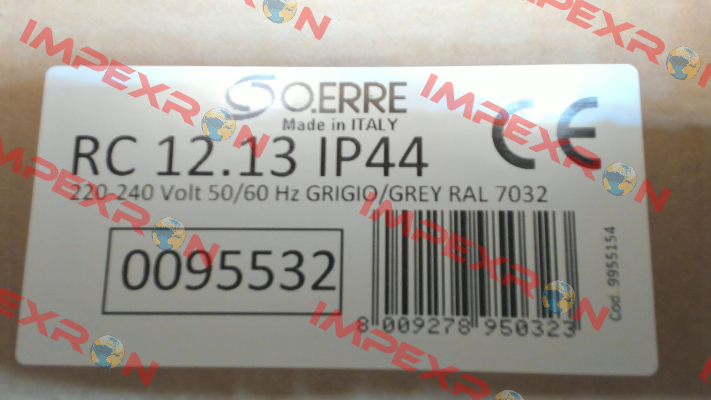 O.ERRE
Made in ITALY
CE
RC 12.13 IP44
220-240 Volt 50/60 Hz GRIGIO/GREY RAL 7032
0095532
8 009278 950323
Cod. 9955154
IMPEXRON
IMPEXRON
IMPEXRON
IMPEXRON
IMPEXRON
IMPEXRON
IMPEXRON
IMPEXRON